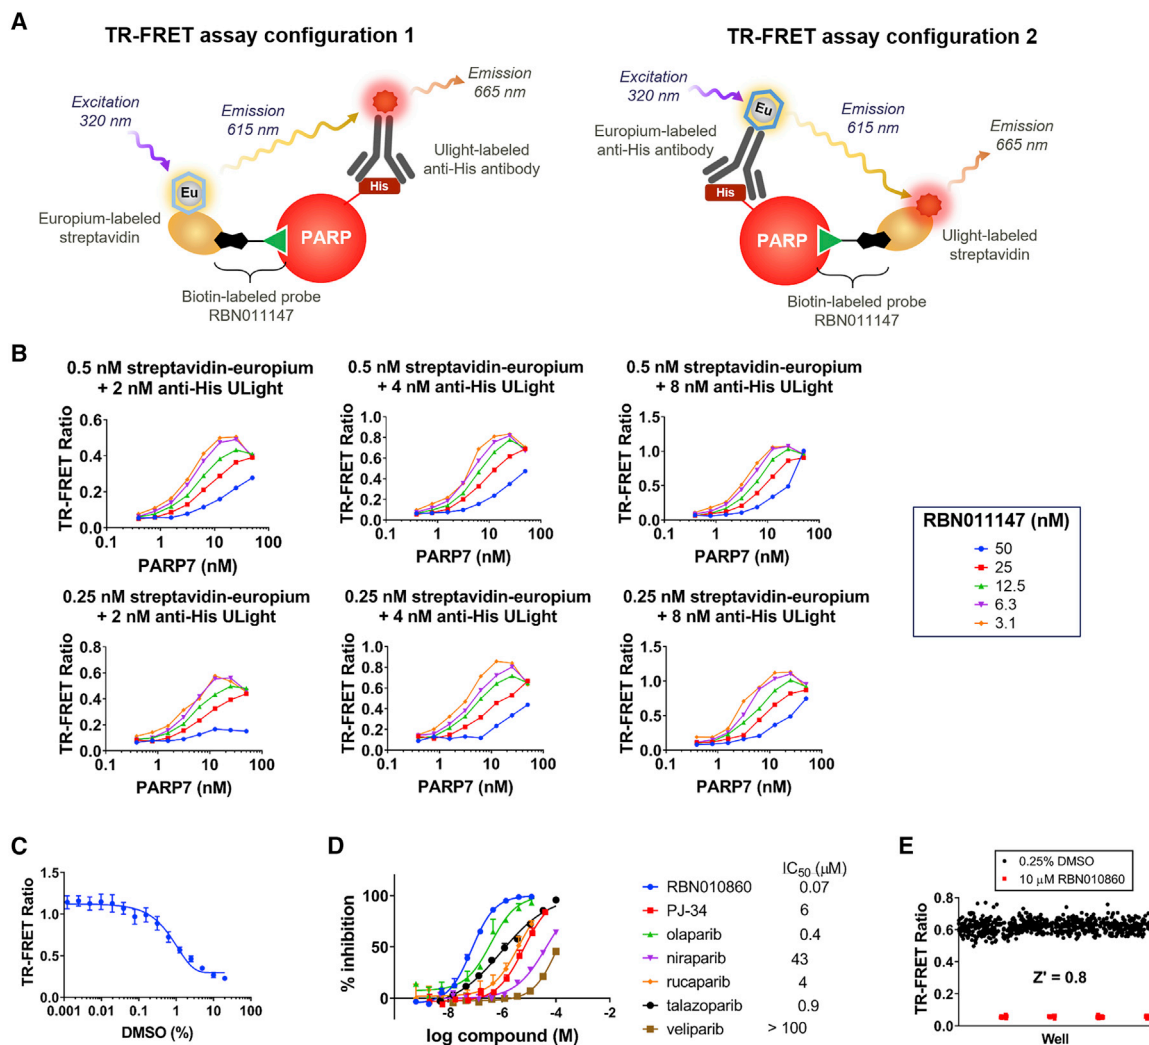 A
TR-FRET assay configuration 1
Excitation
320 nm
Emission
615 nm
Emission
665 nm
Eu
Ulight-labeled
anti-His antibody
His
Europium-labeled
streptavidin
PARP
Biotin-labeled probe
RBN011147
TR-FRET assay configuration 2
Excitation
320 nm
Eu
Emission
615 nm
Emission
665 nm
Europium-labeled
anti-His antibody
His
PARP
Ulight-labeled
streptavidin
Biotin-labeled probe
RBN011147
B
0.5 nM streptavidin-europium
+ 2 nM anti-His ULight
TR-FRET Ratio
0.6
0.4
0.2
0.0
0.1 1 10 100
PARP7 (nM)
0.5 nM streptavidin-europium
+ 4 nM anti-His ULight
TR-FRET Ratio
1.0
0.8
0.6
0.4
0.2
0.0
0.1 1 10 100
PARP7 (nM)
0.5 nM streptavidin-europium
+ 8 nM anti-His ULight
TR-FRET Ratio
1.5
1.0
0.5
0.0
0.1 1 10 100
PARP7 (nM)
0.25 nM streptavidin-europium
+ 2 nM anti-His ULight
TR-FRET Ratio
0.8
0.6
0.4
0.2
0.0
0.1 1 10 100
PARP7 (nM)
0.25 nM streptavidin-europium
+ 4 nM anti-His ULight
TR-FRET Ratio
1.0
0.8
0.6
0.4
0.2
0.0
0.1 1 10 100
PARP7 (nM)
0.25 nM streptavidin-europium
+ 8 nM anti-His ULight
TR-FRET Ratio
1.5
1.0
0.5
0.0
0.1 1 10 100
PARP7 (nM)
RBN011147 (nM)
50
25
12.5
6.3
3.1
C
TR-FRET Ratio
1.5
1.0
0.5
0.0
0.001 0.01 0.1 1 10 100
DMSO (%)
D
% inhibition
100
50
0
-8 -6 -4 -2
log compound (M)
IC50 (μM)
RBN010860 0.07
PJ-34 6
olaparib 0.4
niraparib 43
rucaparib 4
talazoparib 0.9
veliparib > 100
E
0.25% DMSO
10 μM RBN010860
TR-FRET Ratio
0.8
0.6
0.4
0.2
0.0
Z' = 0.8
Well